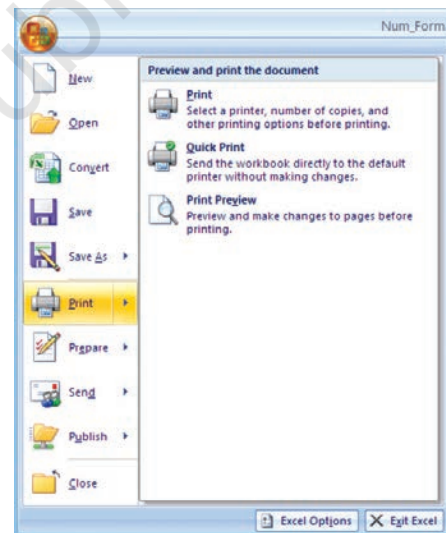 Num_Form
New
Open
Convert
Save
Save As
Print
Prepare
Send
Publish
Close
Preview and print the document
Print
Select a printer, number of copies, and
other printing options before printing.
Quick Print
Send the workbook directly to the default
printer without making changes.
Print Preview
Preview and make changes to pages before
printing.
Excel Options
Exit Excel